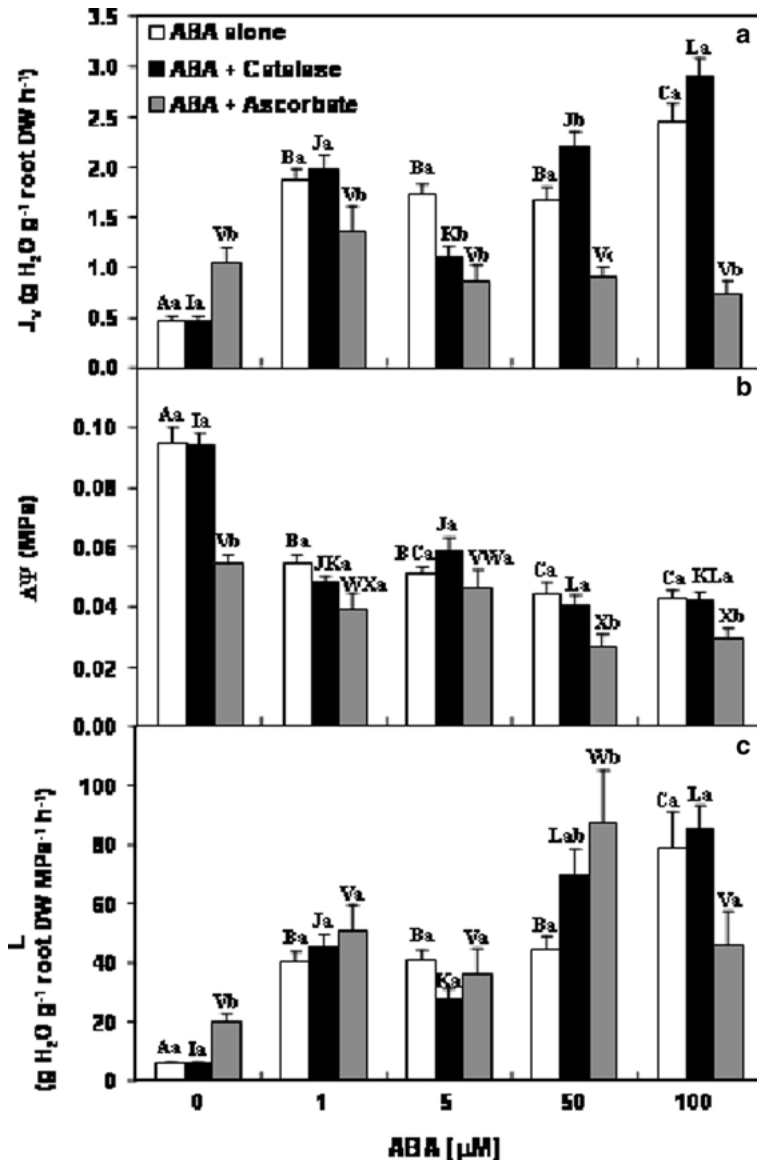 a
ABA alone
ABA + Catalase
ABA + Ascorbate
Jv (g H2O g-1 root DW h-1)
3.5
3.0
2.5
2.0
1.5
1.0
0.5
0.0
Aa Ia Vb
Ba Ja Vb
Ba Kb Vb
Ba Jb Vc
Ca La Vb
b
ΔΨ (MPa)
0.10
0.08
0.06
0.04
0.02
0.00
Aa Ia Vb
Ba JKa WXa
BCa Ja VWa
Ca La Xb
Ca KLa Xb
c
L
(g H2O g-1 root DW MPa-1 h-1)
100
80
60
40
20
0
Aa Ia Vb
Ba Ja Va
Ba Ka Va
Ba Lab Wb
Ca La Va
0 1 5 50 100
ABA [µM]